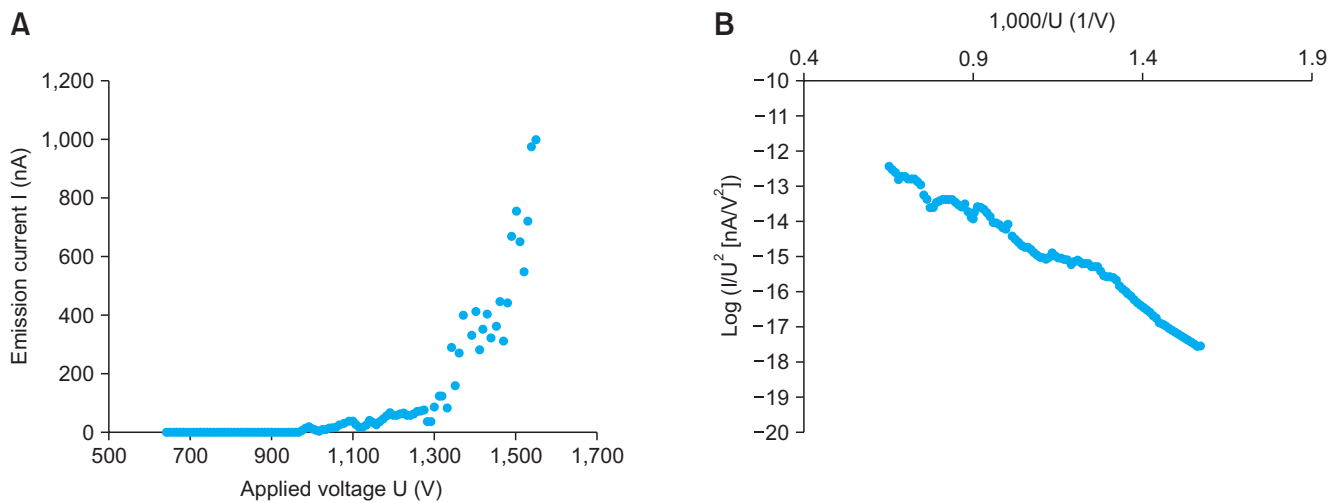 A
Emission current I (nA)
1,200
1,000
800
600
400
200
0
500 700 900 1,100 1,300 1,500 1,700
Applied voltage U (V)
B
1,000/U (1/V)
0.4 0.9 1.4 1.9
Log (I/U² [nA/V²])
−10
−11
−12
−13
−14
−15
−16
−17
−18
−19
−20